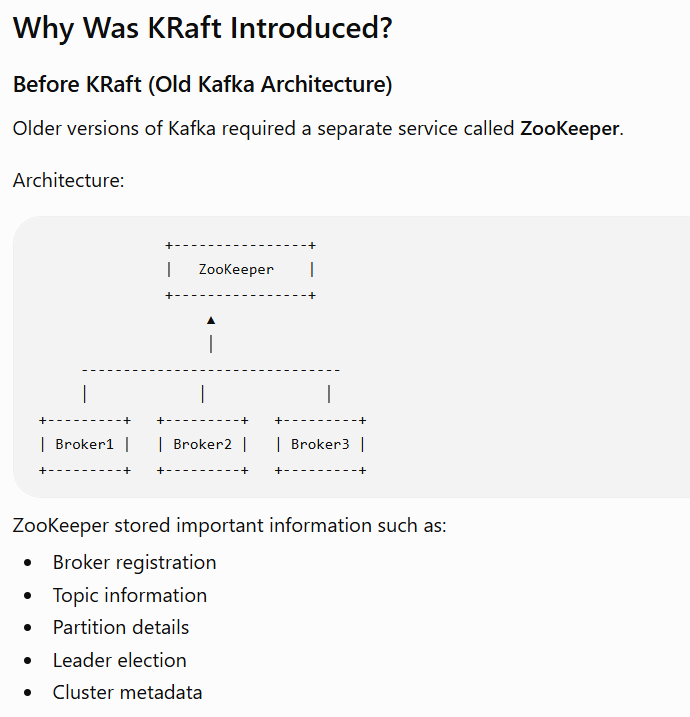 Why Was KRaft Introduced?
Before KRaft (Old Kafka Architecture)
Older versions of Kafka required a separate service called ZooKeeper.
Architecture:
+----------------+
|   ZooKeeper    |
+----------------+
▲
|
-------------------------------
|             |              |
+---------+   +---------+   +---------+
| Broker1 |   | Broker2 |   | Broker3 |
+---------+   +---------+   +---------+
ZooKeeper stored important information such as:
• Broker registration
• Topic information
• Partition details
• Leader election
• Cluster metadata